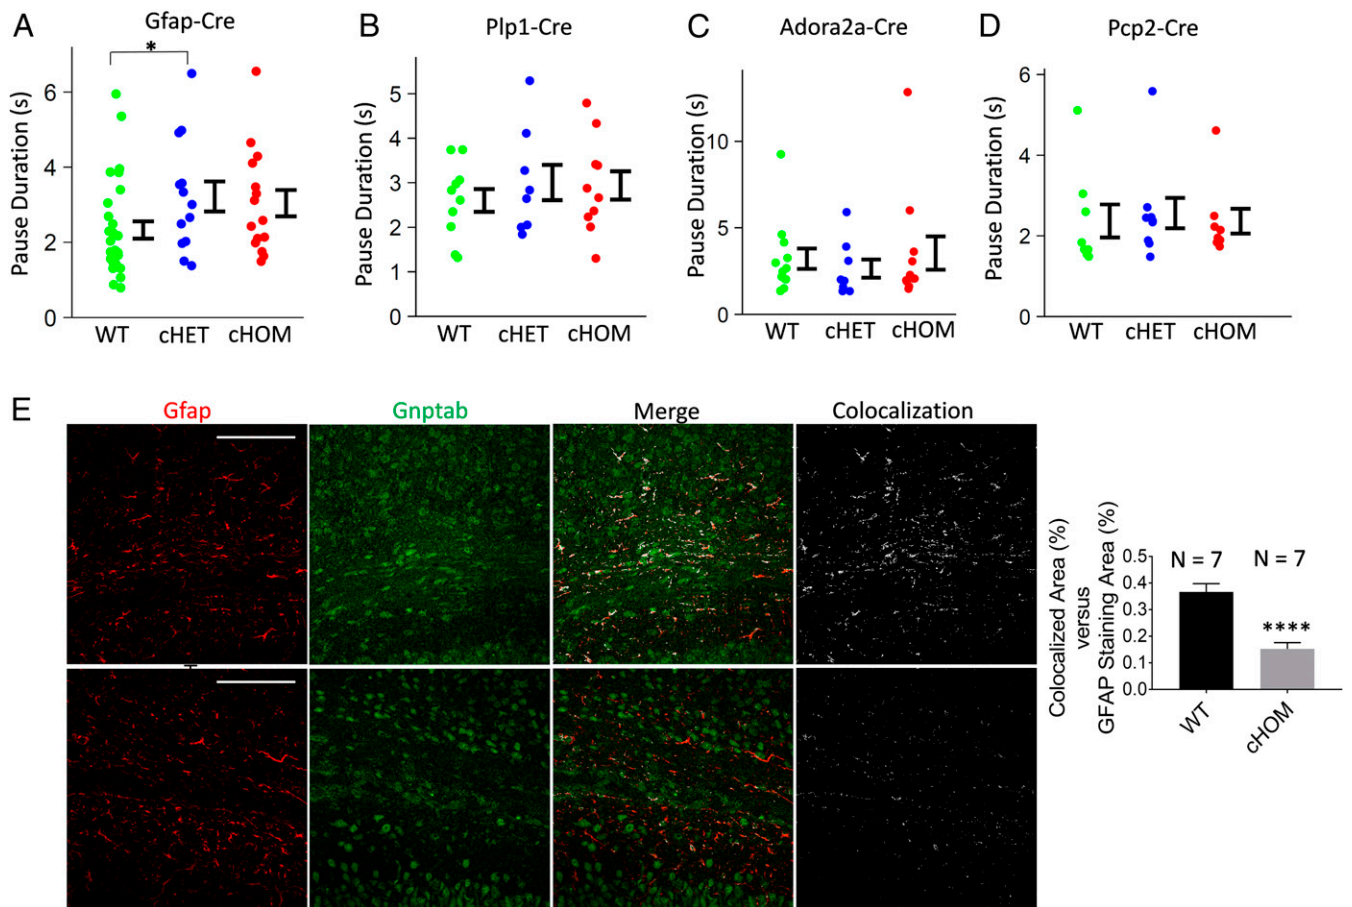 A
Gfap-Cre
*
Pause Duration (s)
6
4
2
0
WT
cHET
cHOM
B
Plp1-Cre
Pause Duration (s)
5
4
3
2
1
0
WT
cHET
cHOM
C
Adora2a-Cre
Pause Duration (s)
10
5
0
WT
cHET
cHOM
D
Pcp2-Cre
Pause Duration (s)
6
4
2
0
WT
cHET
cHOM
E
Gfap
Gnptab
Merge
Colocalization
Colocalized Area (%)
versus
GFAP Staining Area (%)
0.5
0.4
0.3
0.2
0.1
0.0
N = 7
N = 7
****
WT
cHOM